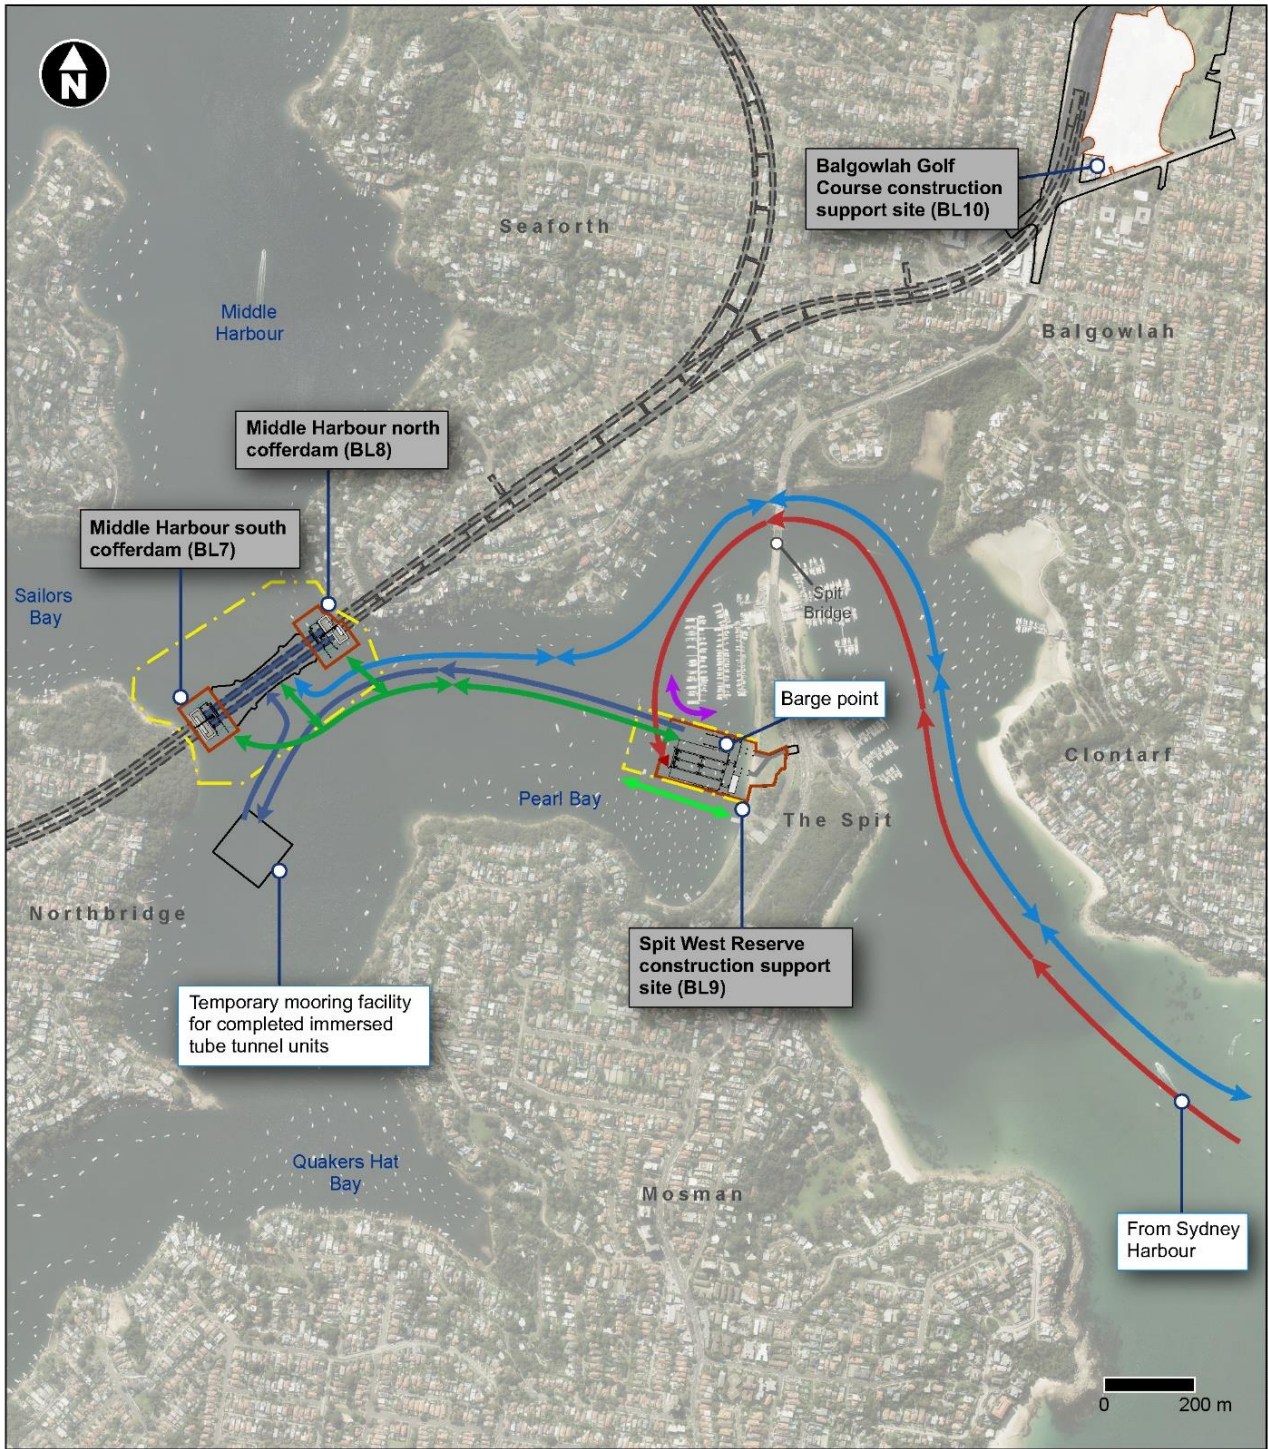 N
Balgowlah Golf
Course construction
support site (BL10)
Seaforth
Middle
Harbour
Balgowlah
Middle Harbour north
cofferdam (BL8)
Middle Harbour south
cofferdam (BL7)
Sailors
Bay
Spit
Bridge
Barge point
Clontarf
Pearl Bay
The Spit
Northbridge
Spit West Reserve
construction support
site (BL9)
Temporary mooring facility
for completed immersed
tube tunnel units
Quakers Hat
Bay
Mosman
From Sydney
Harbour
0 200 m